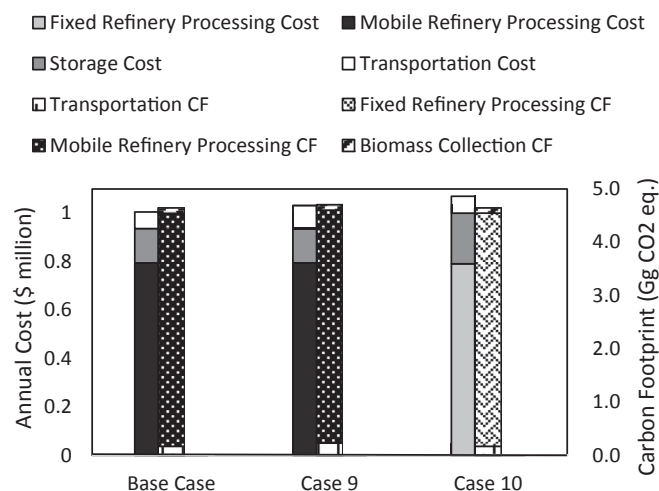 Fixed Refinery Processing Cost
Mobile Refinery Processing Cost
Storage Cost
Transportation Cost
Transportation CF
Fixed Refinery Processing CF
Mobile Refinery Processing CF
Biomass Collection CF
Annual Cost ($ million)
1
0.8
0.6
0.4
0.2
0
5.0
4.0
3.0
2.0
1.0
0.0
Carbon Footprint (Gg CO2 eq.)
Base Case
Case 9
Case 10